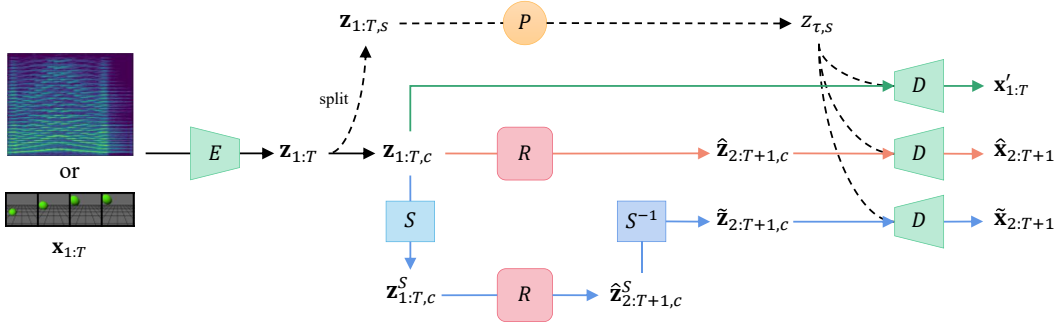 𝐳₁:T,s P z_τ,s
split
D 𝐱′₁:T
or
E 𝐳₁:T 𝐳₁:T,c R 𝐳̂₂:T+1,c D 𝐱̂₂:T+1
𝐱₁:T
S S⁻¹ 𝐳̃₂:T+1,c D 𝐱̃₂:T+1
𝐳ˢ₁:T,c R 𝐳̂ˢ₂:T+1,c